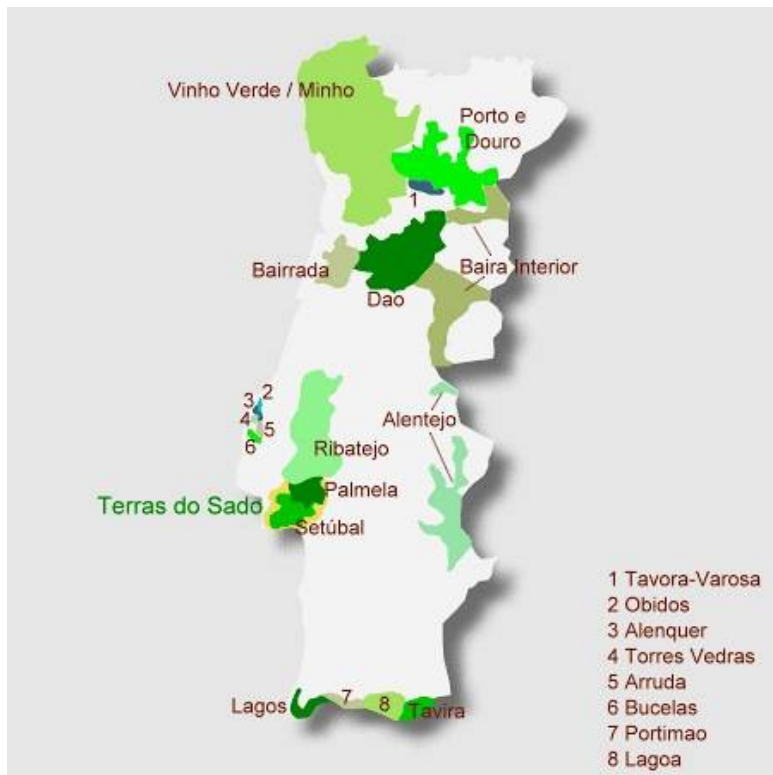 Vinho Verde / Minho
Porto e
Douro
1
Bairrada
Baira Interior
Dao
2
3
4
5
6
Alentejo
Ribatejo
Palmela
Terras do Sado
Setúbal
Lagos
7
8
Tavira
1 Tavora-Varosa
2 Obidos
3 Alenquer
4 Torres Vedras
5 Arruda
6 Bucelas
7 Portimao
8 Lagoa